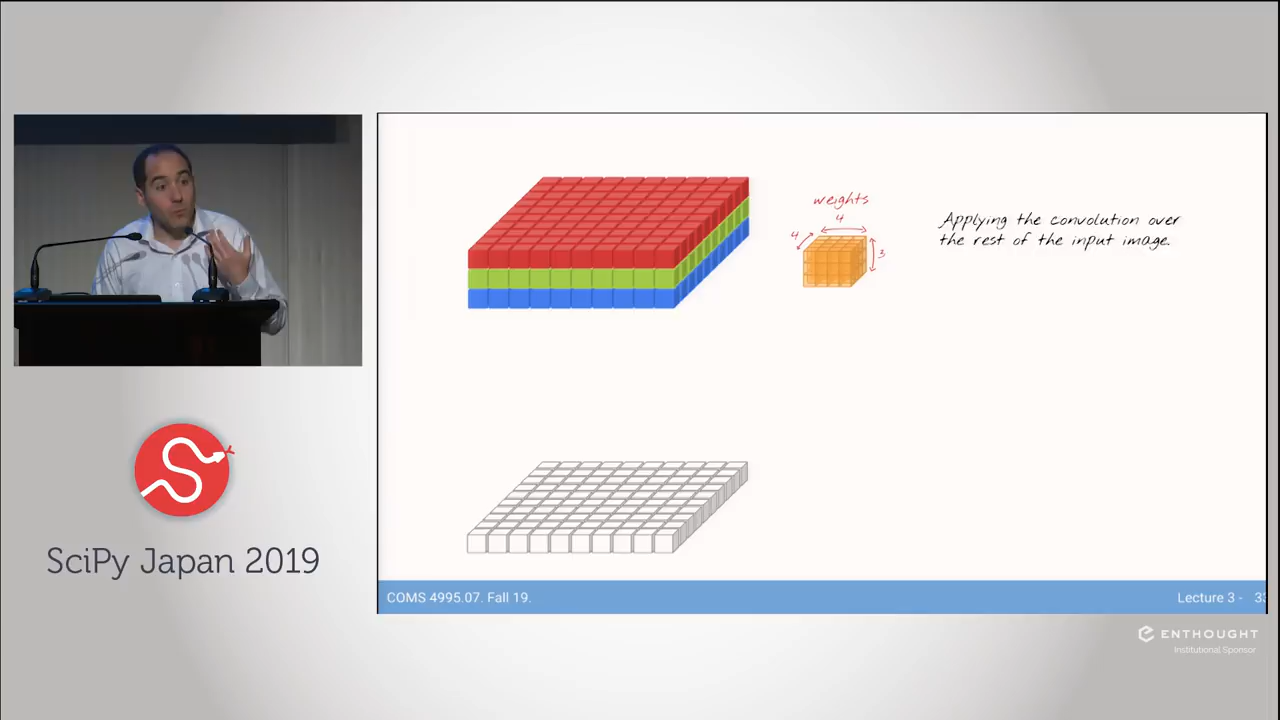 weights
4
4
3
Applying the convolution over
the rest of the input image.
COMS 4995.07. Fall 19.
Lecture 3 - 33
SciPy Japan 2019
ENTHOUGHT
Institutional Sponsor